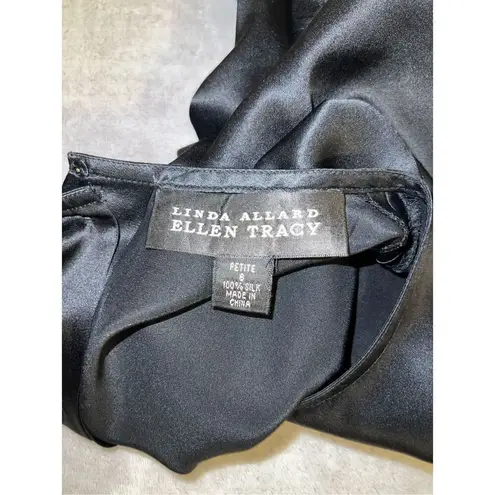 LINDA ALLARD
ELLEN TRACY
PETITE
8
100% SILK
MADE IN
CHINA